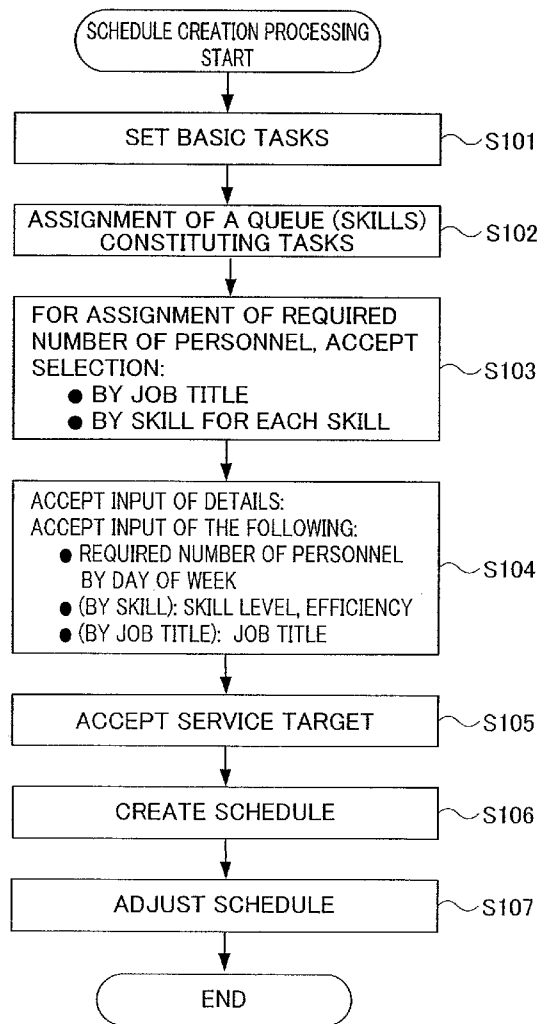 SCHEDULE CREATION PROCESSING
START
SET BASIC TASKS
S101
ASSIGNMENT OF A QUEUE (SKILLS)
CONSTITUTING TASKS
S102
FOR ASSIGNMENT OF REQUIRED
NUMBER OF PERSONNEL, ACCEPT
SELECTION:
● BY JOB TITLE
● BY SKILL FOR EACH SKILL
S103
ACCEPT INPUT OF DETAILS:
ACCEPT INPUT OF THE FOLLOWING:
● REQUIRED NUMBER OF PERSONNEL
BY DAY OF WEEK
● (BY SKILL): SKILL LEVEL, EFFICIENCY
● (BY JOB TITLE): JOB TITLE
S104
ACCEPT SERVICE TARGET
S105
CREATE SCHEDULE
S106
ADJUST SCHEDULE
S107
END